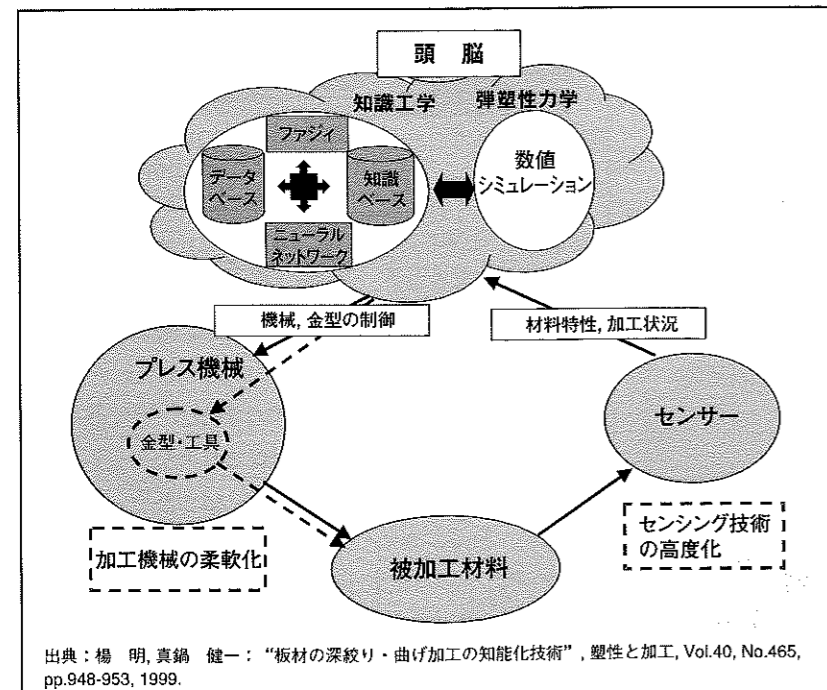 頭 脳
知識工学
弾塑性力学
ファジィ
データ
ベース
知識
ベース
ニューラル
ネットワーク
数値
シミュレーション
機械, 金型の制御
材料特性, 加工状況
プレス機械
金型・工具
センサー
加工機械の柔軟化
被加工材料
センシング技術
の高度化
出典：楊 明, 真鍋 健一： “板材の深絞り・曲げ加工の知能化技術” , 塑性と加工, Vol.40, No.465,
pp.948-953, 1999.